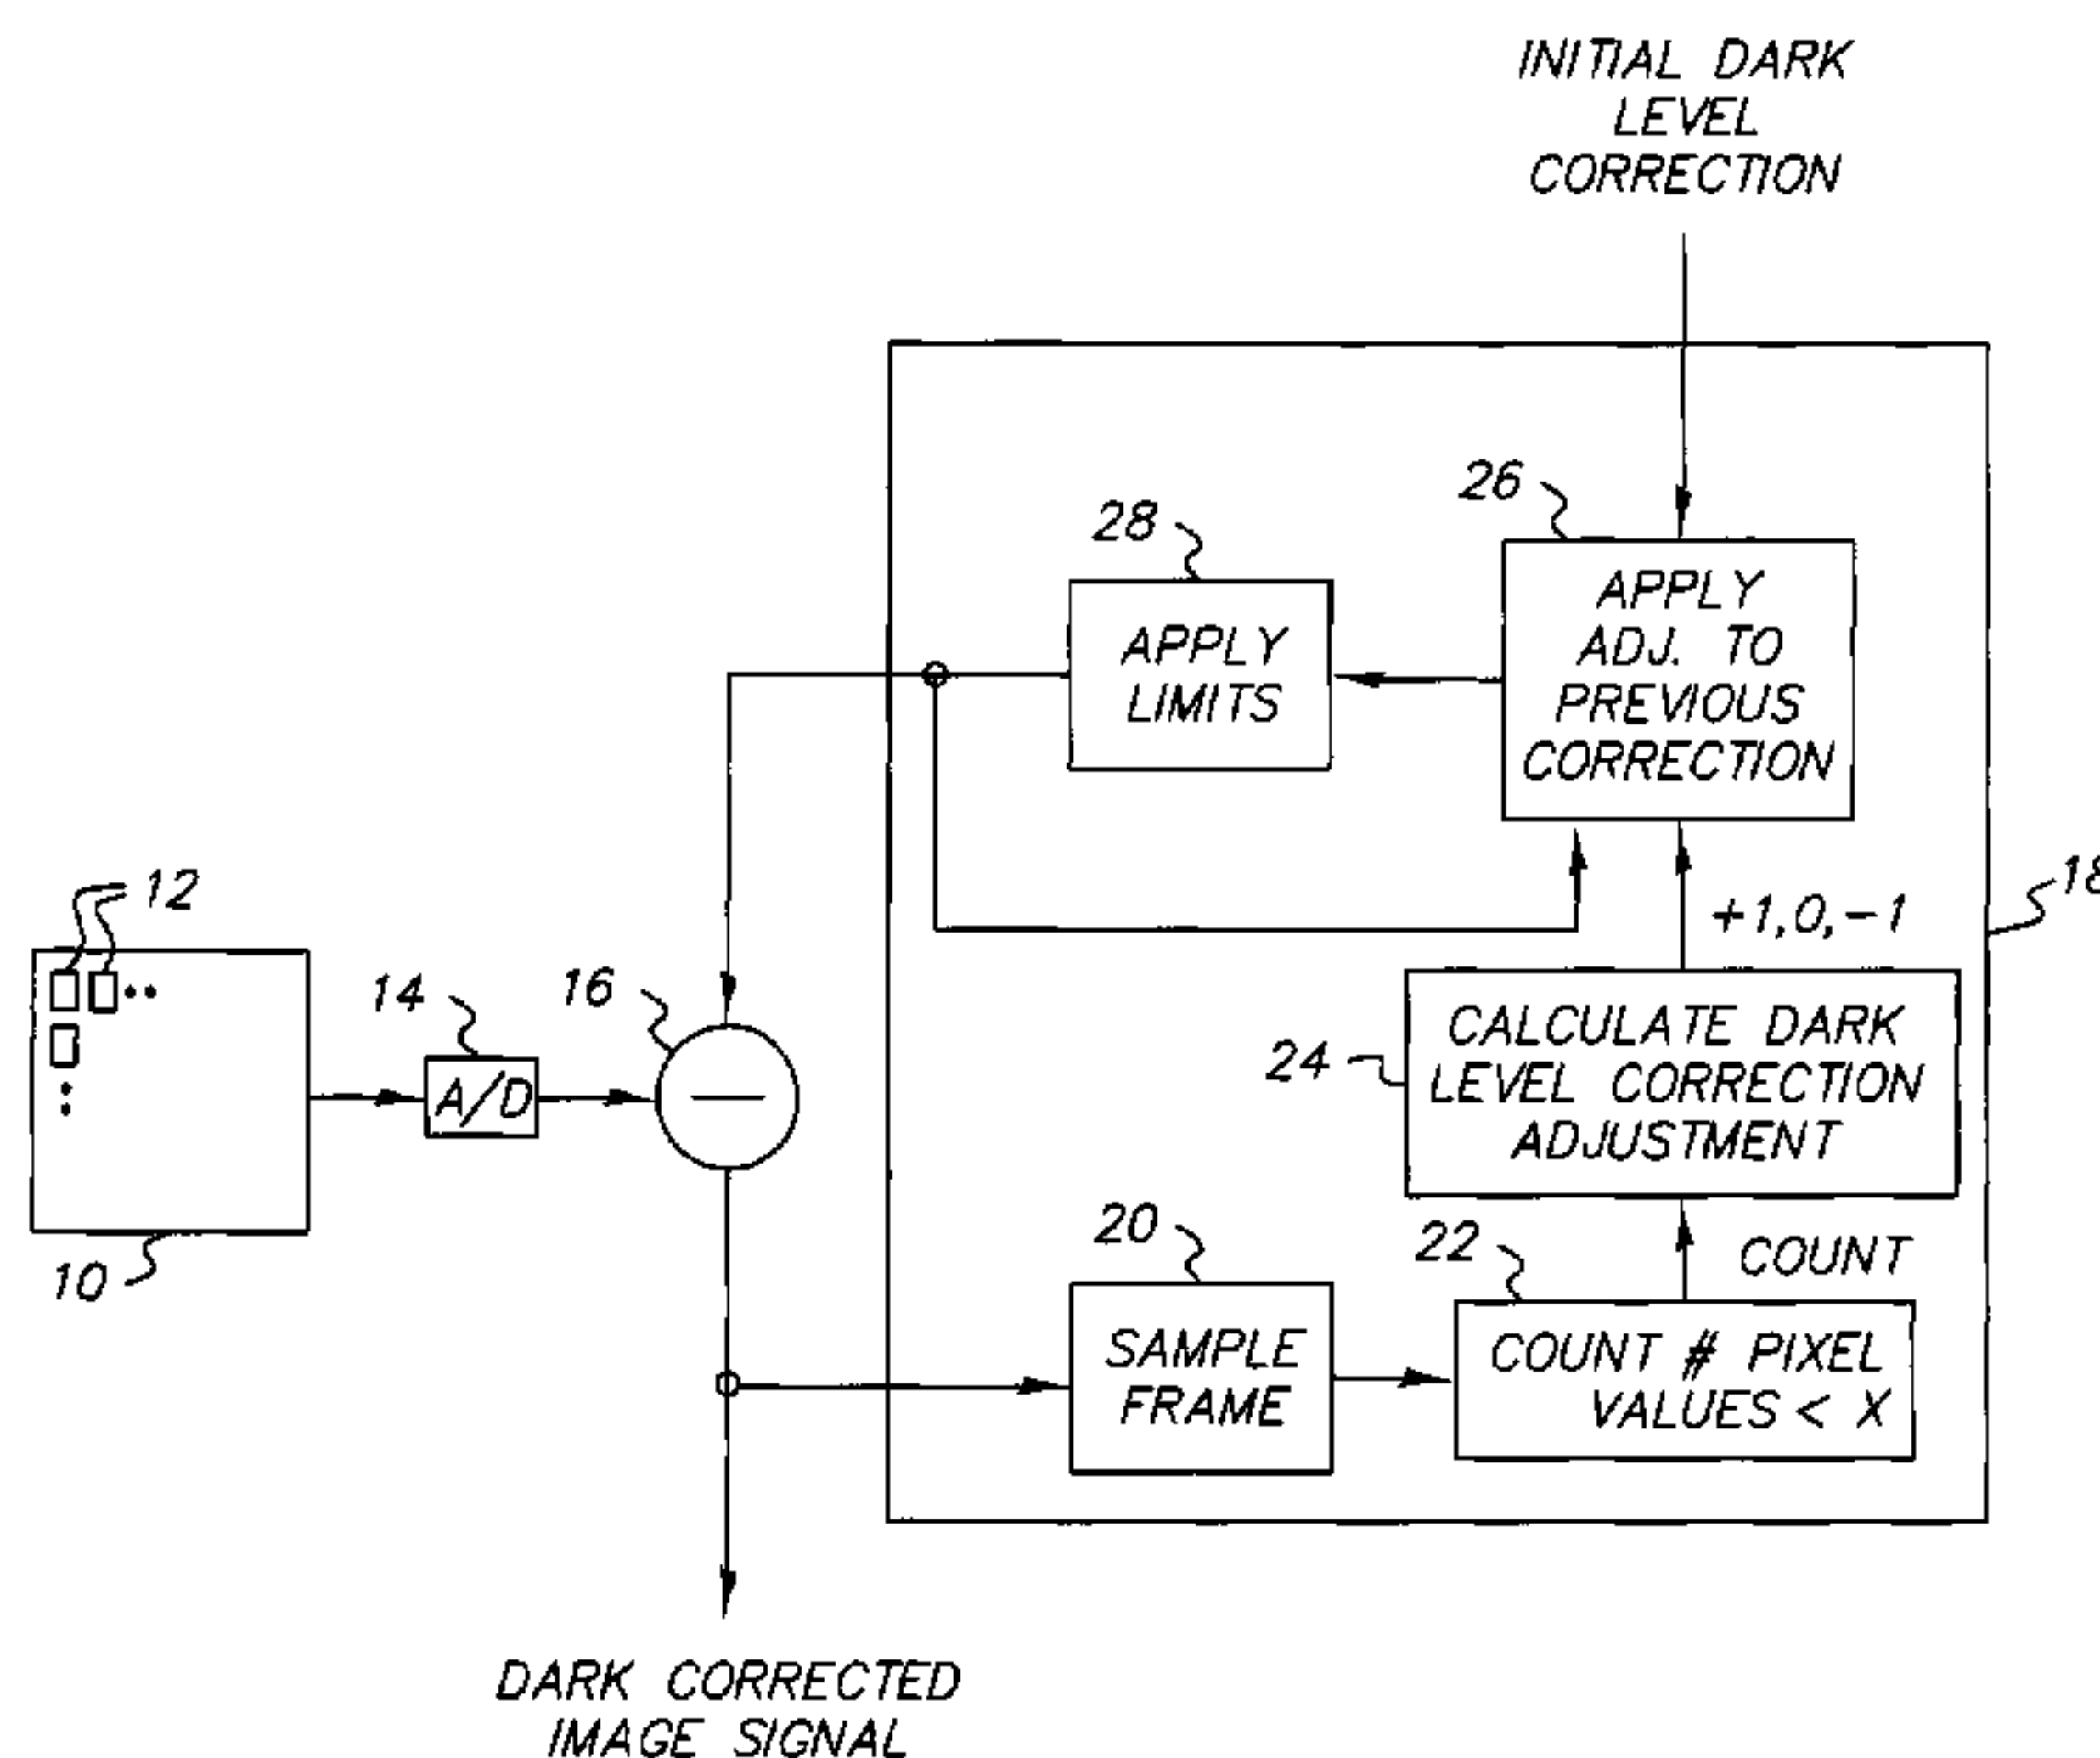 INITIAL DARK
LEVEL
CORRECTION
26
28
APPLY
ADJ. TO
PREVIOUS
CORRECTION
APPLY
LIMITS
12
18
+1,0,-1
14
16
A/D
24
CALCULATE DARK
LEVEL CORRECTION
ADJUSTMENT
10
20
22
COUNT
SAMPLE
FRAME
COUNT # PIXEL
VALUES < X
DARK CORRECTED
IMAGE SIGNAL